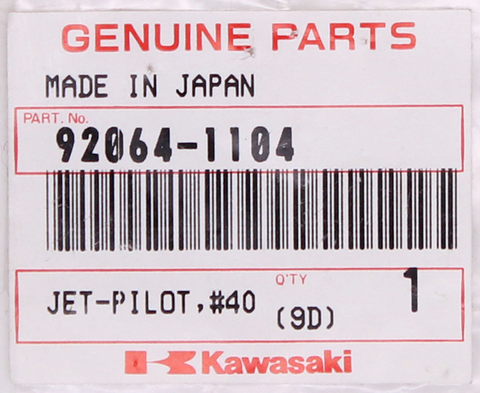 GENUINE PARTS
MADE IN JAPAN
PART. No.
92064-1104
Q'TY
JET-PILOT,#40 (9D) 1
Kawasaki